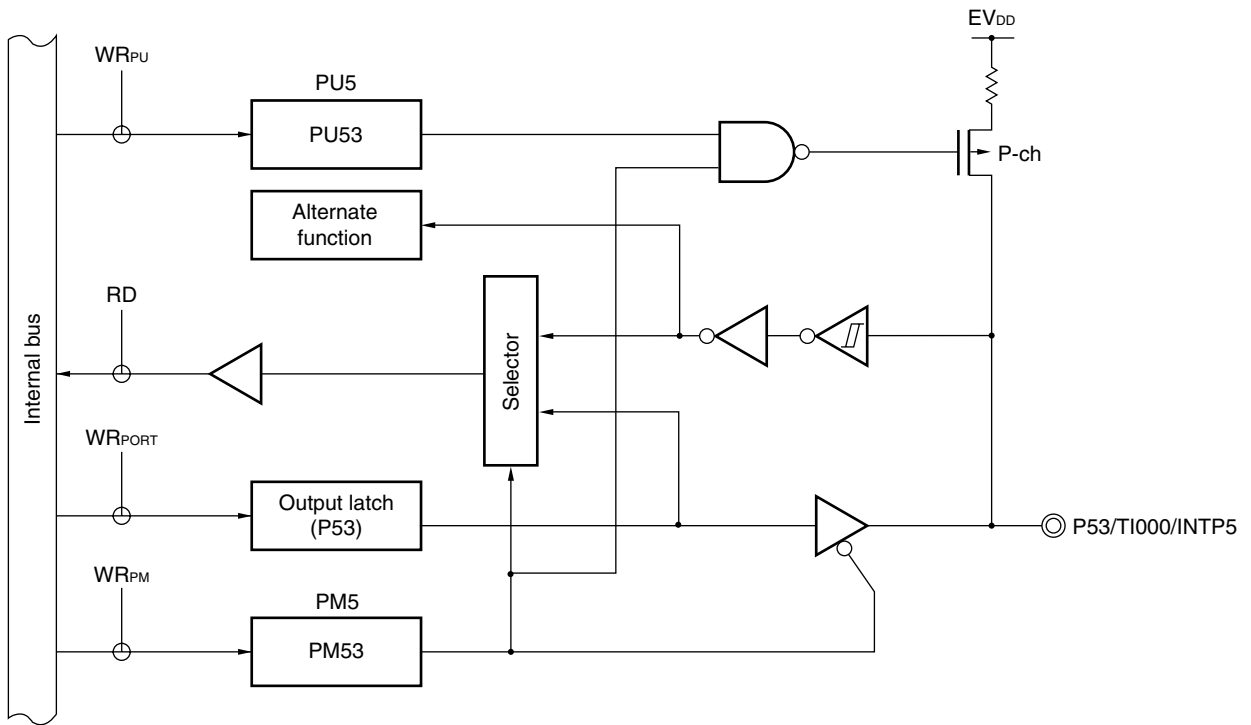 EVDD
WRPU
PU5
PU53
P-ch
Alternate
function
RD
Internal bus
Selector
WRPORT
Output latch
(P53)
P53/TI000/INTP5
WRPM
PM5
PM53